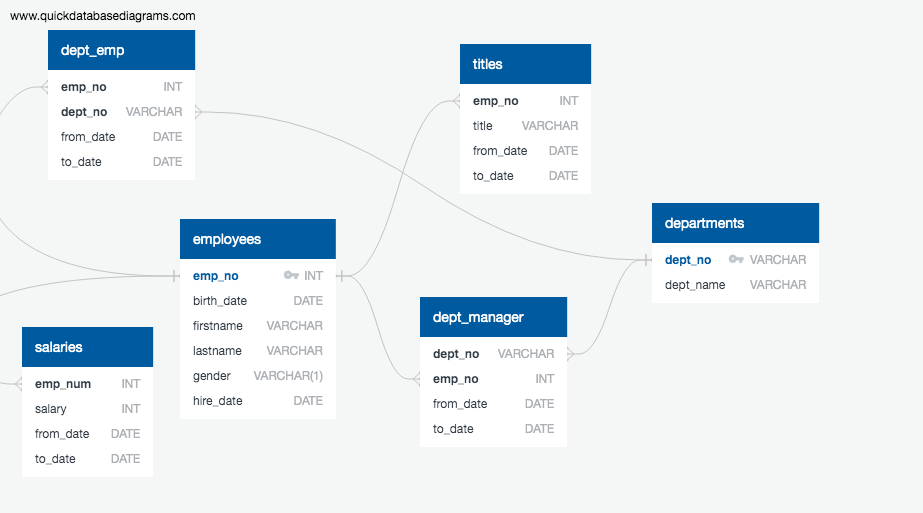 www.quickdatabasediagrams.com
dept_emp
emp_no INT
dept_no VARCHAR
from_date DATE
to_date DATE
titles
emp_no INT
title VARCHAR
from_date DATE
to_date DATE
employees
emp_no INT
birth_date DATE
firstname VARCHAR
lastname VARCHAR
gender VARCHAR(1)
hire_date DATE
departments
dept_no VARCHAR
dept_name VARCHAR
salaries
emp_num INT
salary INT
from_date DATE
to_date DATE
dept_manager
dept_no VARCHAR
emp_no INT
from_date DATE
to_date DATE